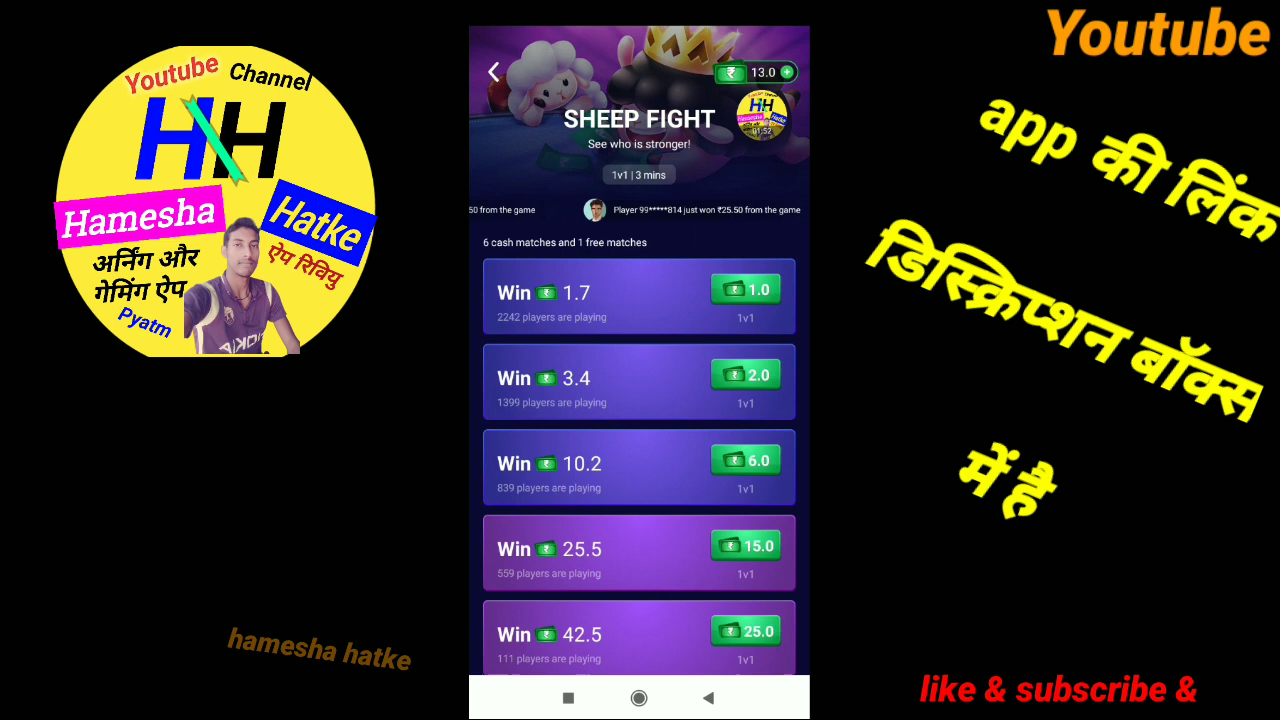 Youtube Channel
HH
Hamesha
Hatke
अर्निंग और
गेमिंग ऐप
ऐप रिवियु
Pyatm
hamesha hatke
13.0
SHEEP FIGHT
HH
Hamesha Hatke
01:52
See who is stronger!
1v1 | 3 mins
50 from the game
Player 99*****814 just won ₹25.50 from the game
6 cash matches and 1 free matches
Win ₹ 1.7
₹ 1.0
2242 players are playing
1v1
Win ₹ 3.4
₹ 2.0
1399 players are playing
1v1
Win ₹ 10.2
₹ 6.0
839 players are playing
1v1
Win ₹ 25.5
₹ 15.0
559 players are playing
1v1
Win ₹ 42.5
₹ 25.0
111 players are playing
1v1
Youtube
app की लिंक
डिस्क्रिप्शन बॉक्स
में है
like & subscribe &